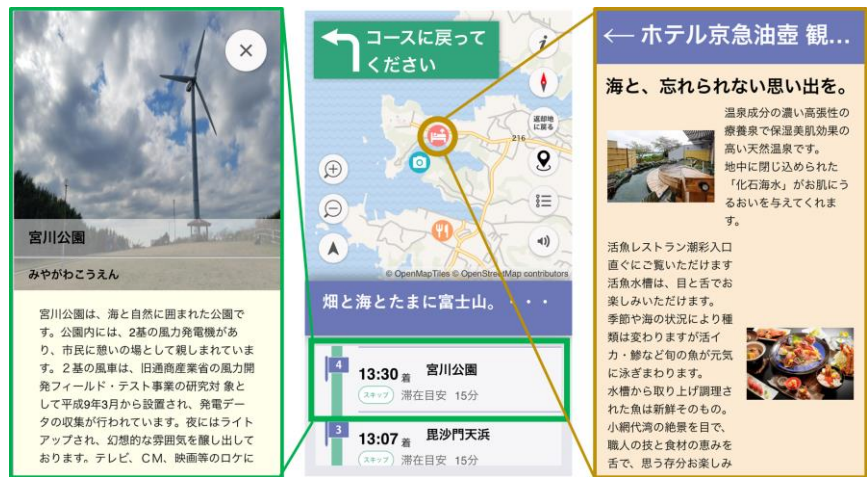 宮川公園
みやがわこうえん
宮川公園は、海と自然に囲まれた公園で
す。公園内には、2基の風力発電機があ
り、市民に憩いの場として親しまれていま
す。２基の風車は、旧通商産業省の風力開
発フィールド・テスト事業の研究対 象と
して平成9年3月から設置され、発電デー
タの収集が行われています。夜にはライト
アップされ、幻想的な雰囲気を醸し出して
おります。テレビ、ＣＭ、映画等のロケに
コースに戻って
ください
i
返却地
に戻る
216
© OpenMapTiles © OpenStreetMap contributors
畑と海とたまに富士山。・・・
4
13:30 着 宮川公園
スキップ 滞在目安 15分
3
13:07 着 毘沙門天浜
スキップ 滞在目安 15分
← ホテル京急油壺 観...
海と、忘れられない思い出を。
温泉成分の濃い高張性の
療養泉で保湿美肌効果の
高い天然温泉です。
地中に閉じ込められた
「化石海水」がお肌にう
るおいを与えてくれま
す。
活魚レストラン潮彩入口
直ぐにご覧いただけます
活魚水槽は、目と舌でお
楽しみいただけます。
季節や海の状況により種
類は変わりますが活イ
カ・鯵など旬の魚が元気
に泳ぎまわります。
水槽から取り上げ調理さ
れた魚は新鮮そのもの。
小網代湾の絶景を目で、
職人の技と食材の恵みを
舌で、思う存分お楽しみ